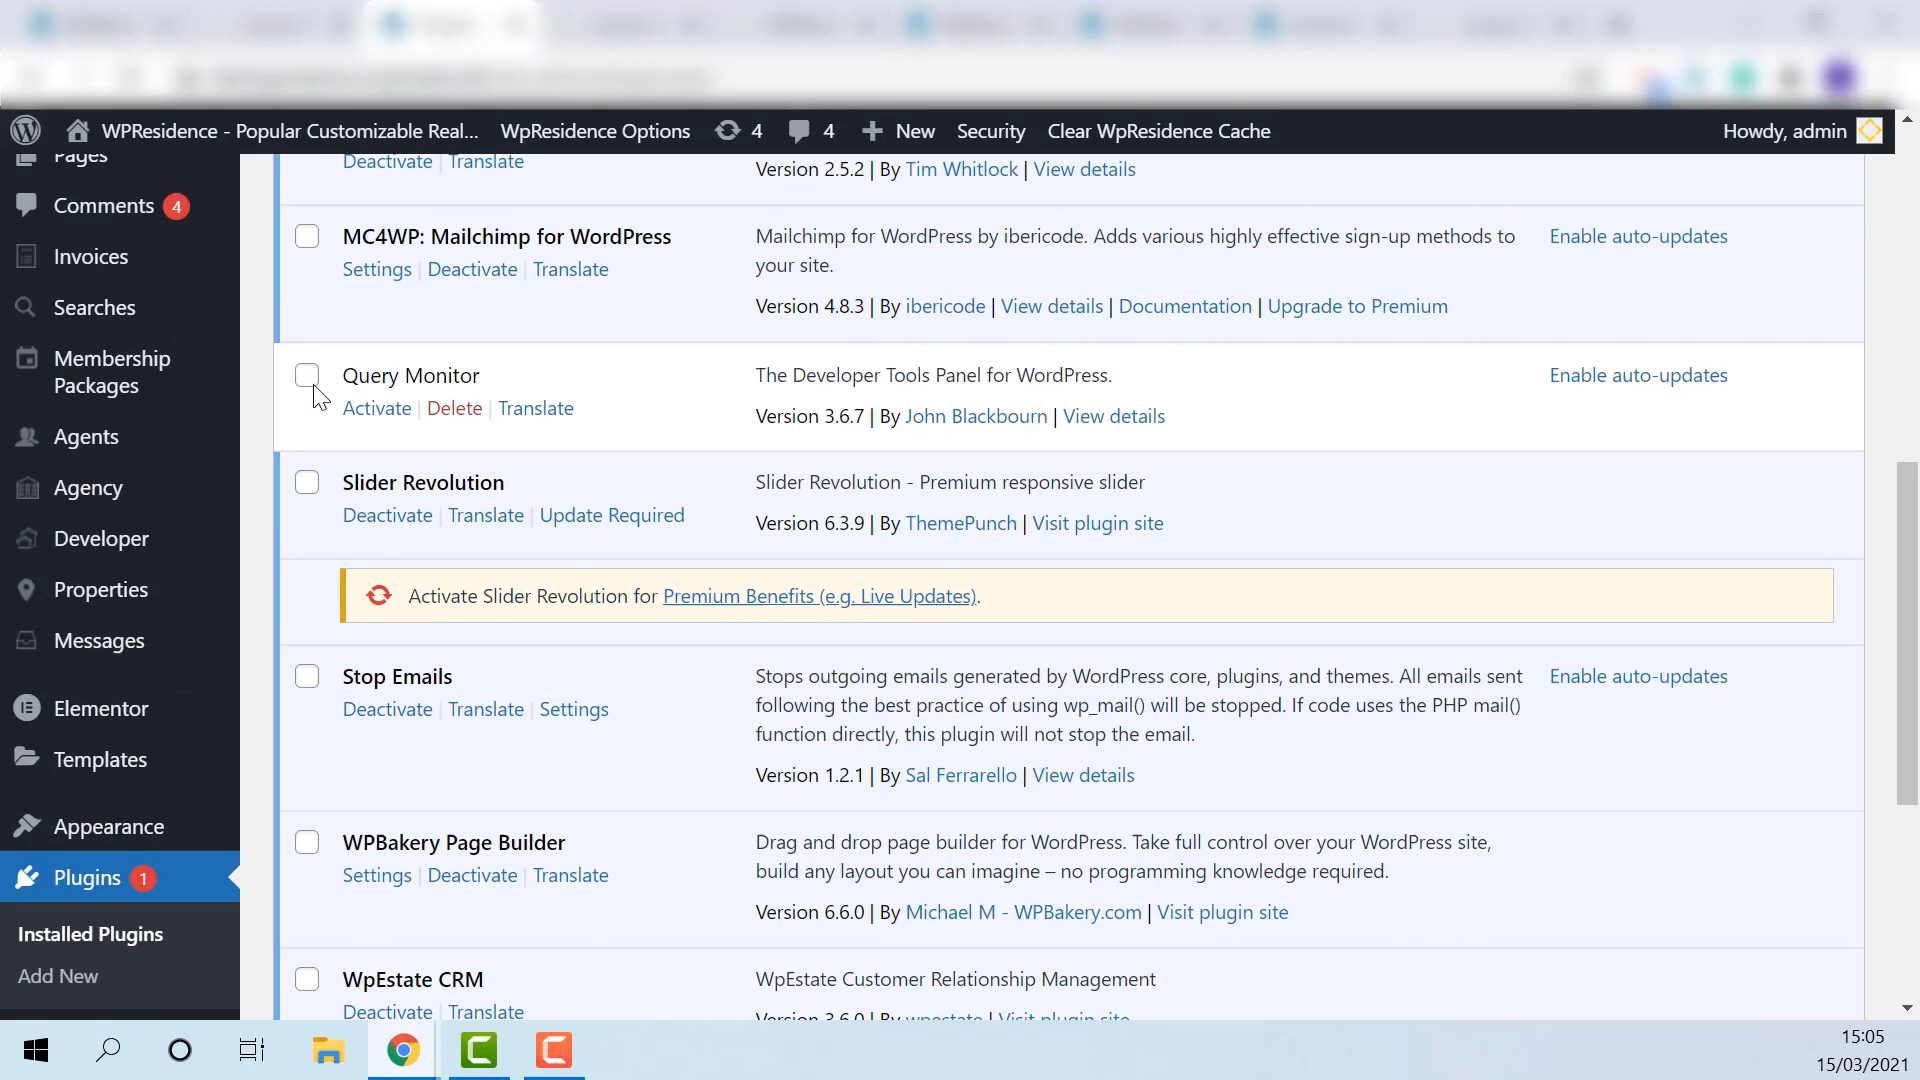 WPResidence - Popular Customizable Real... WpResidence Options 4 4 New Security Clear WpResidence Cache Howdy, admin
Pages
Comments 4
Invoices
Searches
Membership
Packages
Agents
Agency
Developer
Properties
Messages
Elementor
Templates
Appearance
Plugins 1
Installed Plugins
Add New
Deactivate | Translate
Version 2.5.2 | By Tim Whitlock | View details
MC4WP: Mailchimp for WordPress
Settings | Deactivate | Translate
Mailchimp for WordPress by ibericode. Adds various highly effective sign-up methods to
your site.
Version 4.8.3 | By ibericode | View details | Documentation | Upgrade to Premium
Enable auto-updates
Query Monitor
Activate | Delete | Translate
The Developer Tools Panel for WordPress.
Version 3.6.7 | By John Blackbourn | View details
Enable auto-updates
Slider Revolution
Deactivate | Translate | Update Required
Slider Revolution - Premium responsive slider
Version 6.3.9 | By ThemePunch | Visit plugin site
Activate Slider Revolution for Premium Benefits (e.g. Live Updates).
Stop Emails
Deactivate | Translate | Settings
Stops outgoing emails generated by WordPress core, plugins, and themes. All emails sent
following the best practice of using wp_mail() will be stopped. If code uses the PHP mail()
function directly, this plugin will not stop the email.
Version 1.2.1 | By Sal Ferrarello | View details
Enable auto-updates
WPBakery Page Builder
Settings | Deactivate | Translate
Drag and drop page builder for WordPress. Take full control over your WordPress site,
build any layout you can imagine – no programming knowledge required.
Version 6.6.0 | By Michael M - WPBakery.com | Visit plugin site
WpEstate CRM
Deactivate | Translate
WpEstate Customer Relationship Management
Version 3.6.0 | By wpestate | Visit plugin site
15:05
15/03/2021